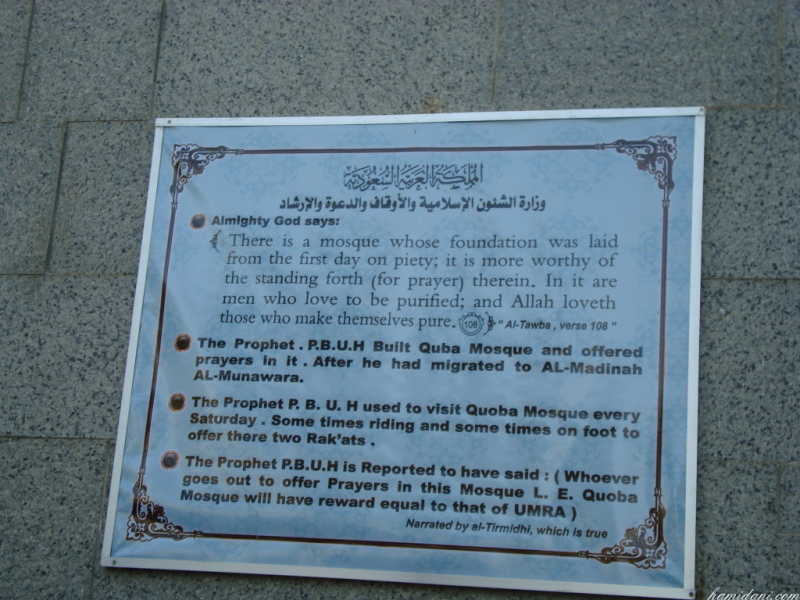 المملكة العربية السعودية
وزارة الشئون الإسلامية والأوقاف والدعوة والإرشاد
Almighty God says:
﴿ There is a mosque whose foundation was laid
from the first day on piety; it is more worthy of
the standing forth (for prayer) therein. In it are
men who love to be purified; and Allah loveth
those who make themselves pure. 108 ﴾ " Al-Tawba , verse 108 "
The Prophet . P.B.U.H Built Quba Mosque and offered
prayers in it . After he had migrated to AL-Madinah
AL-Munawara.
The Prophet P. B. U. H used to visit Quoba Mosque every
Saturday . Some times riding and some times on foot to
offer there two Rak'ats .
The Prophet P.B.U.H is Reported to have said : ( Whoever
goes out to offer Prayers in this Mosque L. E. Quoba
Mosque will have reward equal to that of UMRA )
Narrated by al-Tirmidhi, which is true
hamidani.com